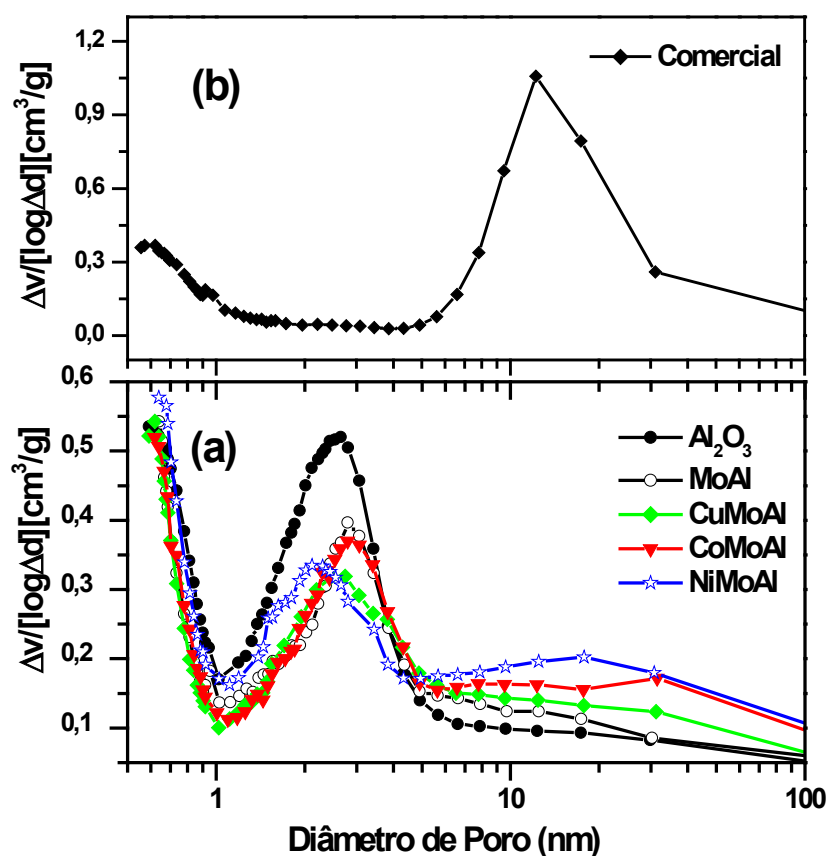 1,2
0,9
0,6
0,3
0,0
Δv/[logΔd][cm³/g]
(b)
Comercial
0,6
0,5
0,4
0,3
0,2
0,1
Δv/[logΔd][cm³/g]
(a)
Al₂O₃
MoAl
CuMoAl
CoMoAl
NiMoAl
1
10
100
Diâmetro de Poro (nm)